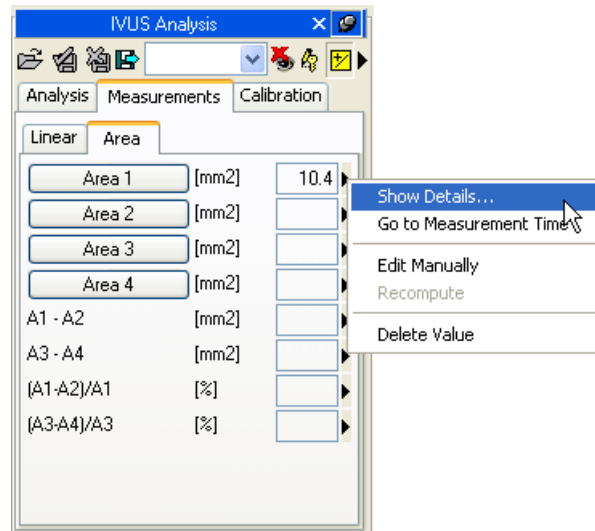 IVUS Analysis
Analysis Measurements Calibration
Linear Area
Area 1 [mm2] 10.4
Area 2 [mm2]
Area 3 [mm2]
Area 4 [mm2]
A1 - A2 [mm2]
A3 - A4 [mm2]
(A1-A2)/A1 [%]
(A3-A4)/A3 [%]
Show Details...
Go to Measurement Time
Edit Manually
Recompute
Delete Value